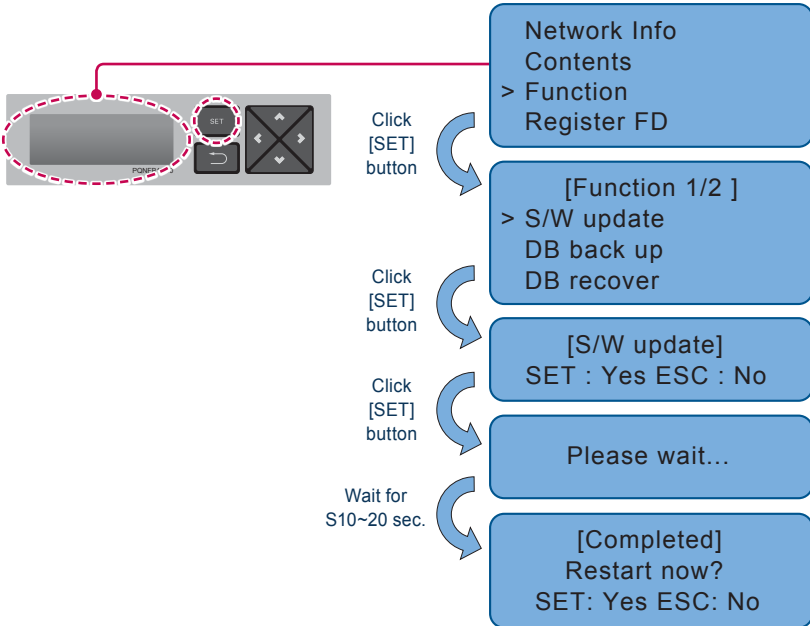 Network Info
Contents
> Function
Register FD
SET
Click
[SET]
button
[Function 1/2 ]
> S/W update
DB back up
DB recover
Click
[SET]
button
[S/W update]
SET : Yes ESC : No
Click
[SET]
button
Please wait...
Wait for
S10~20 sec.
[Completed]
Restart now?
SET: Yes ESC: No